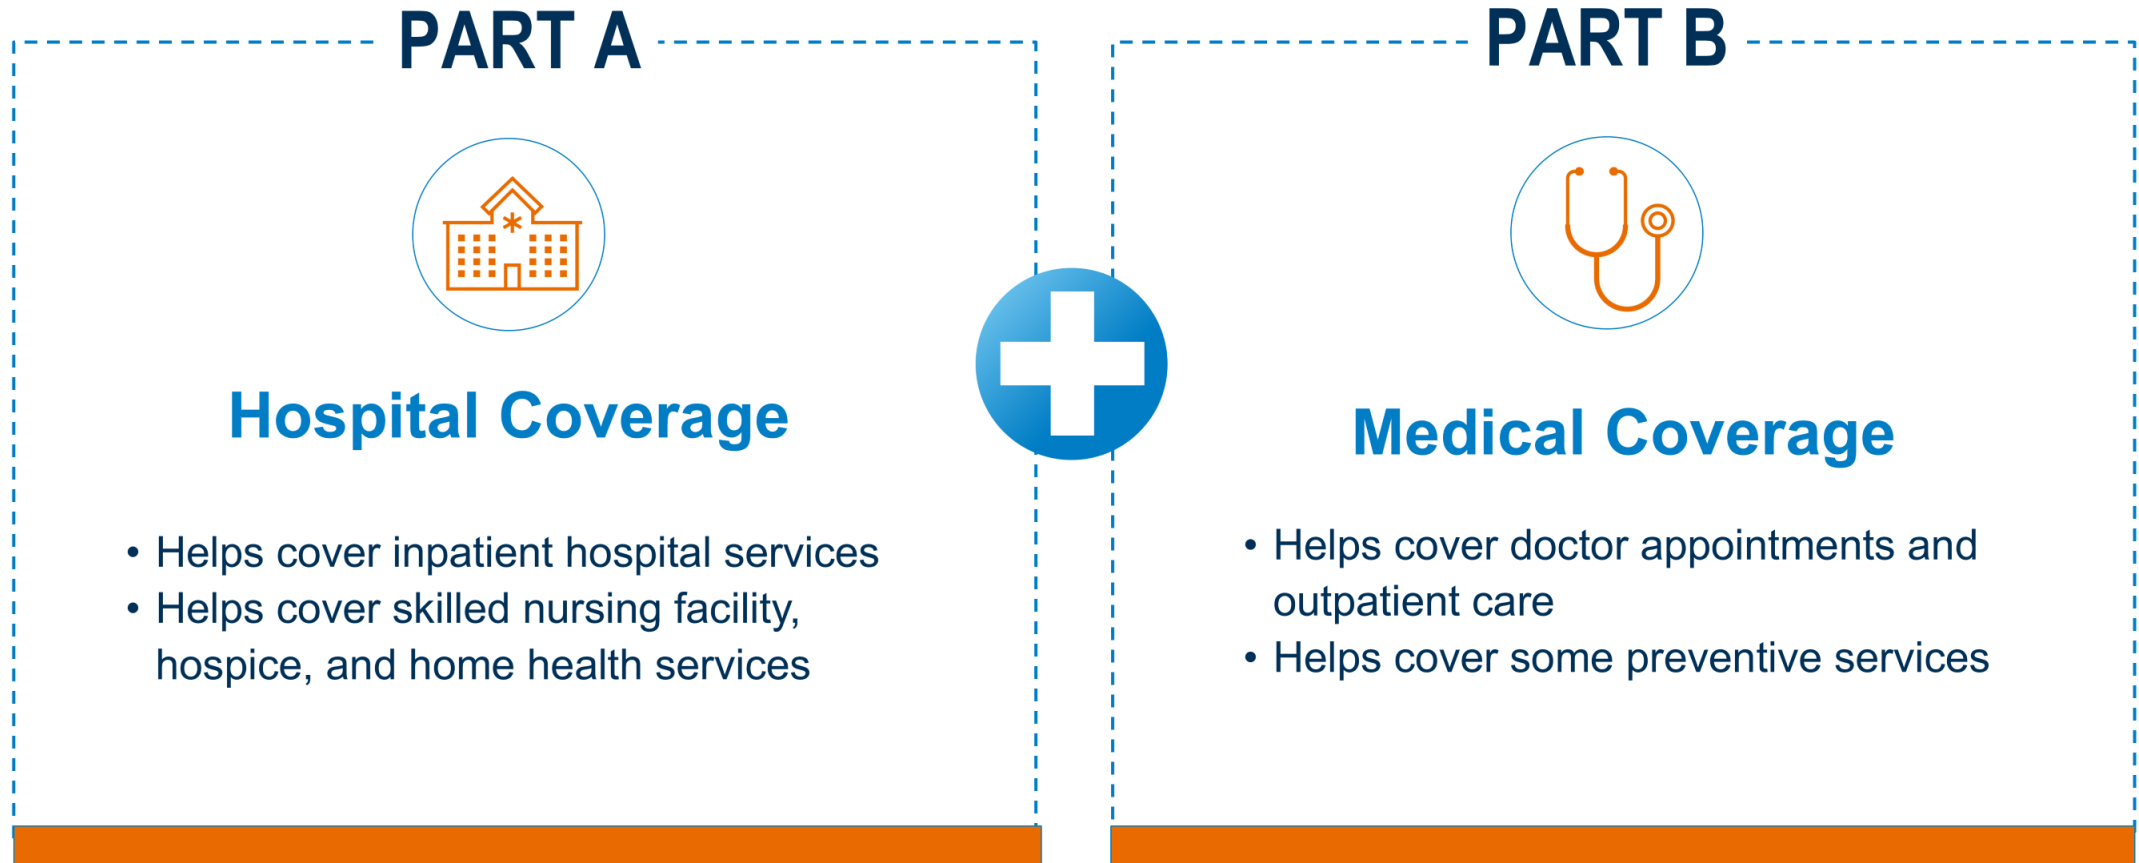 PART A
Hospital Coverage
• Helps cover inpatient hospital services
• Helps cover skilled nursing facility,
hospice, and home health services
PART B
Medical Coverage
• Helps cover doctor appointments and
outpatient care
• Helps cover some preventive services